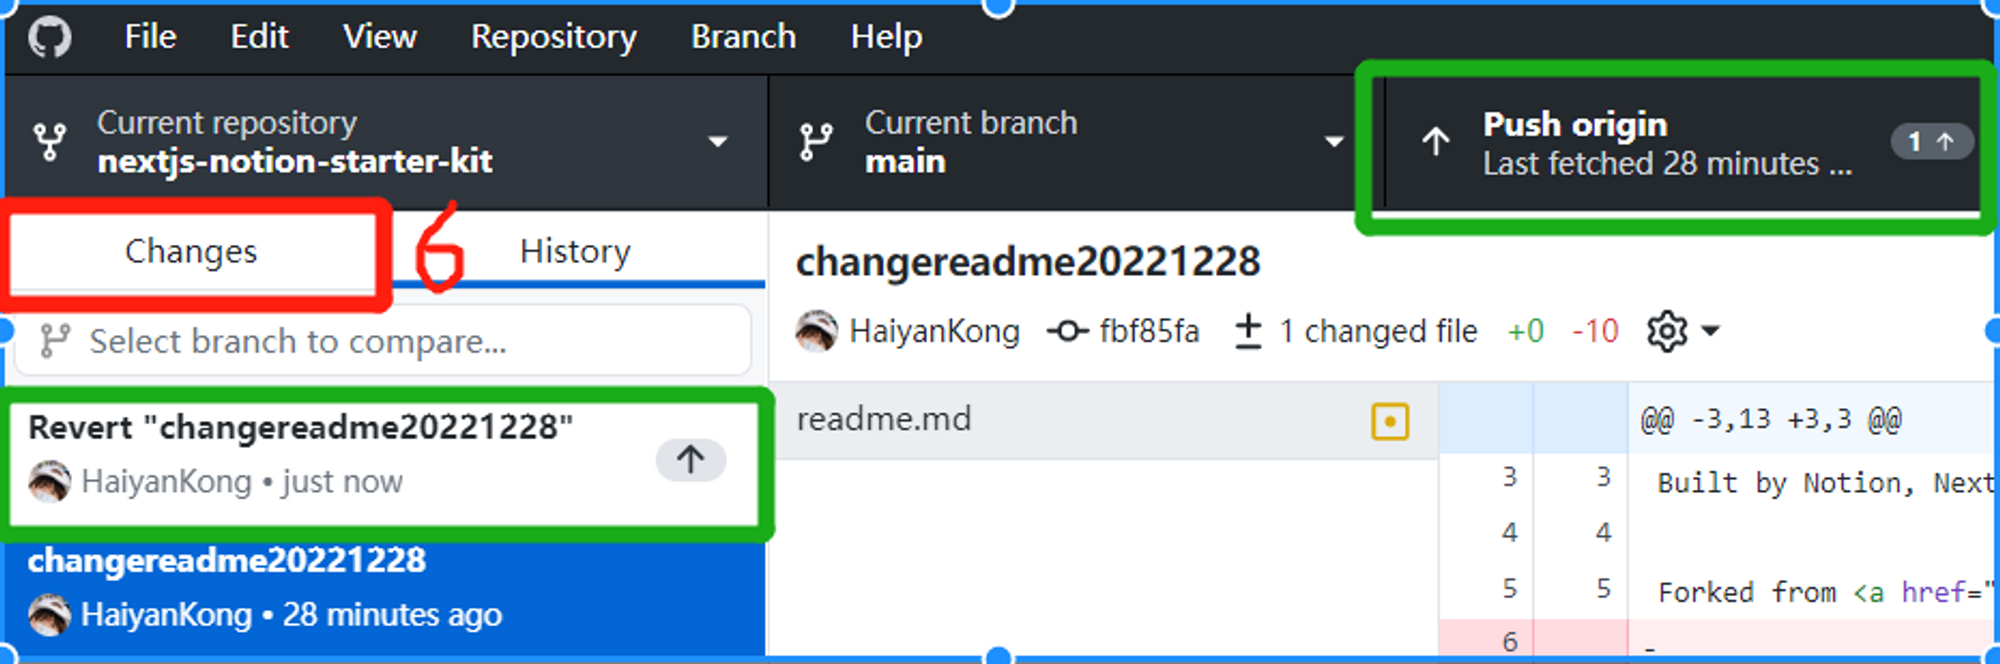 File Edit View Repository Branch Help
Current repository
nextjs-notion-starter-kit
Current branch
main
Push origin
Last fetched 28 minutes ...
1
Changes
6
History
Select branch to compare...
Revert "changereadme20221228"
HaiyanKong • just now
changereadme20221228
HaiyanKong • 28 minutes ago
changereadme20221228
HaiyanKong fbf85fa 1 changed file +0 -10
readme.md
@@ -3,13 +3,3 @@
3 3 Built by Notion, Next
4 4
5 5 Forked from <a href="
6 -